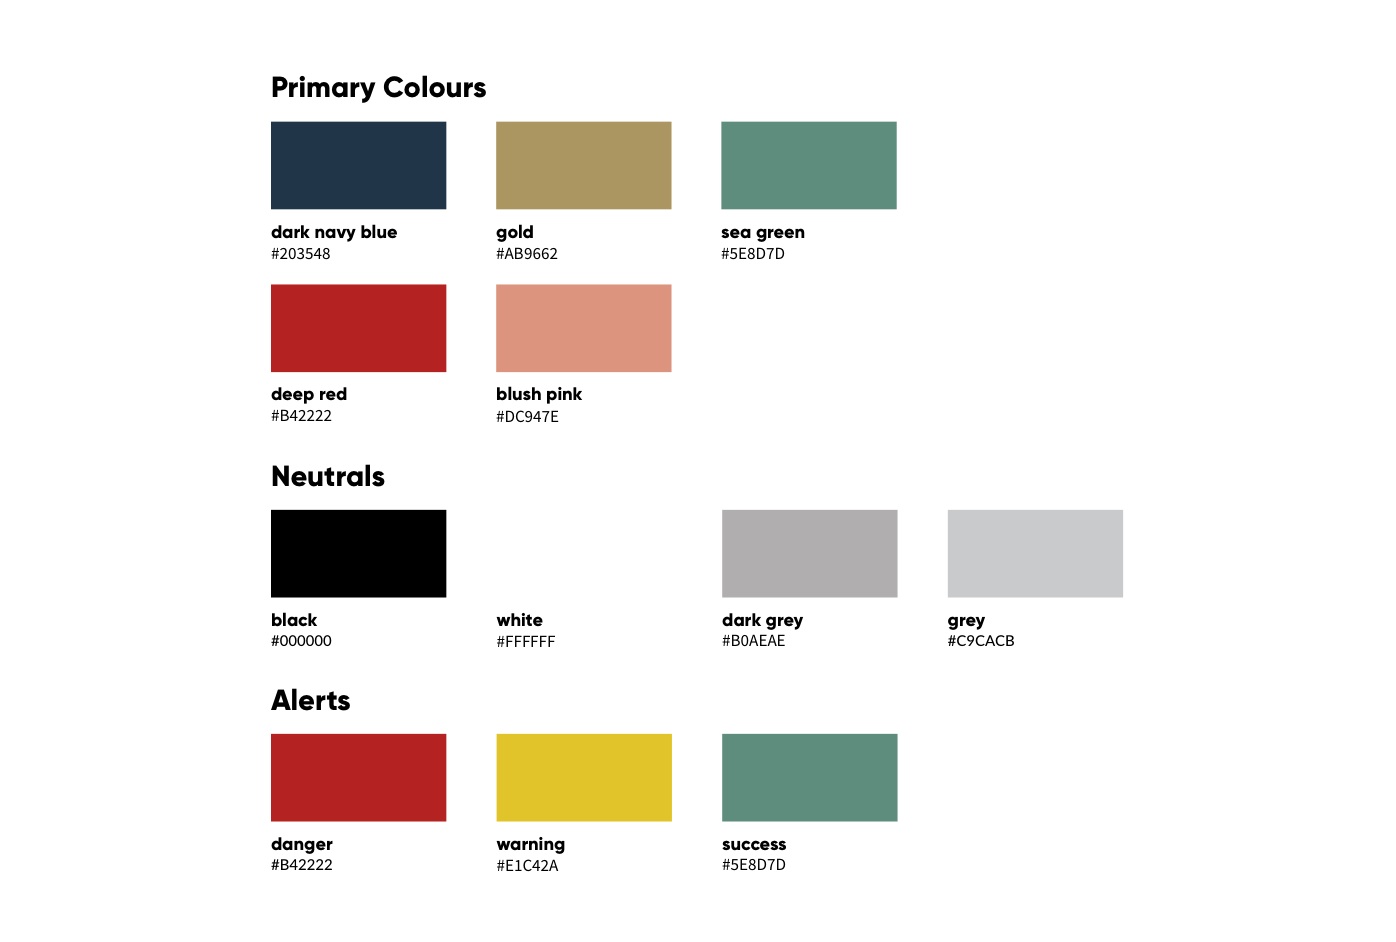 Primary Colours
dark navy blue
#203548
gold
#AB9662
sea green
#5E8D7D
deep red
#B42222
blush pink
#DC947E
Neutrals
black
#000000
white
#FFFFFF
dark grey
#B0AEAE
grey
#C9CACB
Alerts
danger
#B42222
warning
#E1C42A
success
#5E8D7D